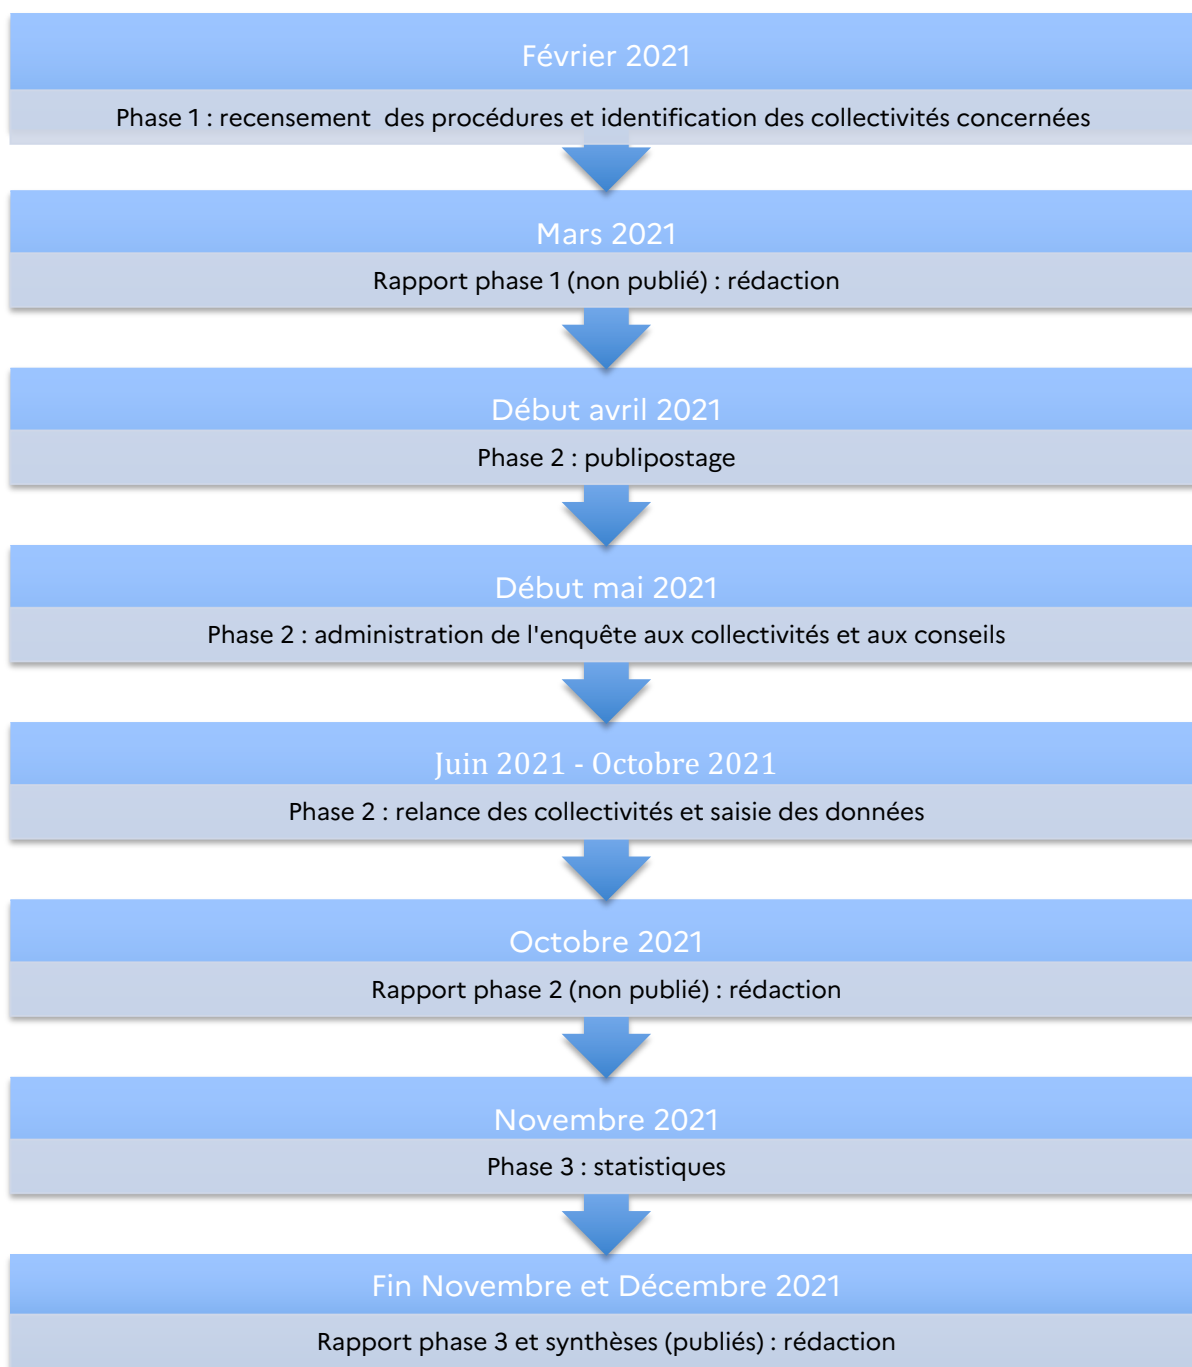 Février 2021
Phase 1 : recensement des procédures et identification des collectivités concernées
Mars 2021
Rapport phase 1 (non publié) : rédaction
Début avril 2021
Phase 2 : publipostage
Début mai 2021
Phase 2 : administration de l'enquête aux collectivités et aux conseils
Juin 2021 - Octobre 2021
Phase 2 : relance des collectivités et saisie des données
Octobre 2021
Rapport phase 2 (non publié) : rédaction
Novembre 2021
Phase 3 : statistiques
Fin Novembre et Décembre 2021
Rapport phase 3 et synthèses (publiés) : rédaction